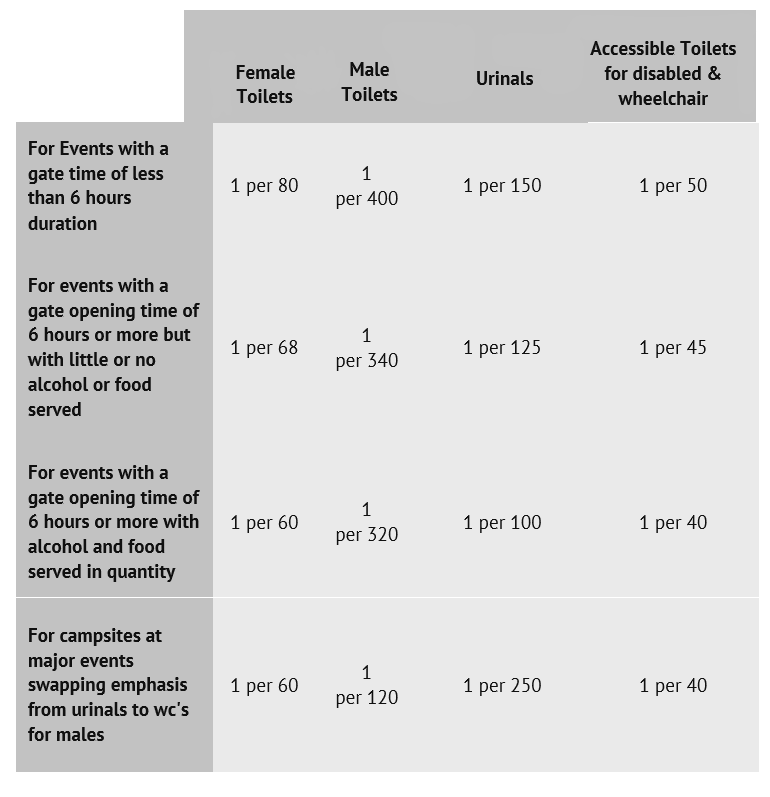 Female
Toilets
Male
Toilets
Urinals
Accessible Toilets
for disabled &
wheelchair
For Events with a
gate time of less
than 6 hours
duration
1 per 80
1
per 400
1 per 150
1 per 50
For events with a
gate opening time of
6 hours or more but
with little or no
alcohol or food
served
1 per 68
1
per 340
1 per 125
1 per 45
For events with a
gate opening time of
6 hours or more with
alcohol and food
served in quantity
1 per 60
1
per 320
1 per 100
1 per 40
For campsites at
major events
swapping emphasis
from urinals to wc's
for males
1 per 60
1
per 120
1 per 250
1 per 40